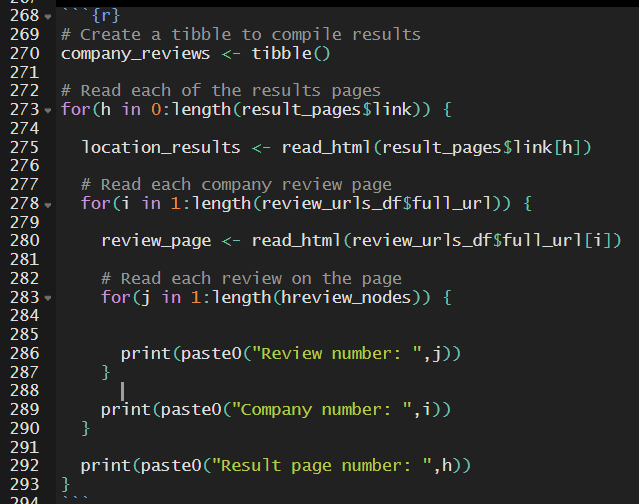 268 ```{r}
269 # Create a tibble to compile results
270 company_reviews <- tibble()
271
272 # Read each of the results pages
273 for(h in 0:length(result_pages$link)) {
274
275   location_results <- read_html(result_pages$link[h])
276
277   # Read each company review page
278   for(i in 1:length(review_urls_df$full_url)) {
279
280     review_page <- read_html(review_urls_df$full_url[i])
281
282     # Read each review on the page
283     for(j in 1:length(hreview_nodes)) {
284
285
286       print(paste0("Review number: ",j))
287     }
288
289     print(paste0("Company number: ",i))
290   }
291
292   print(paste0("Result page number: ",h))
293 }
294 ```